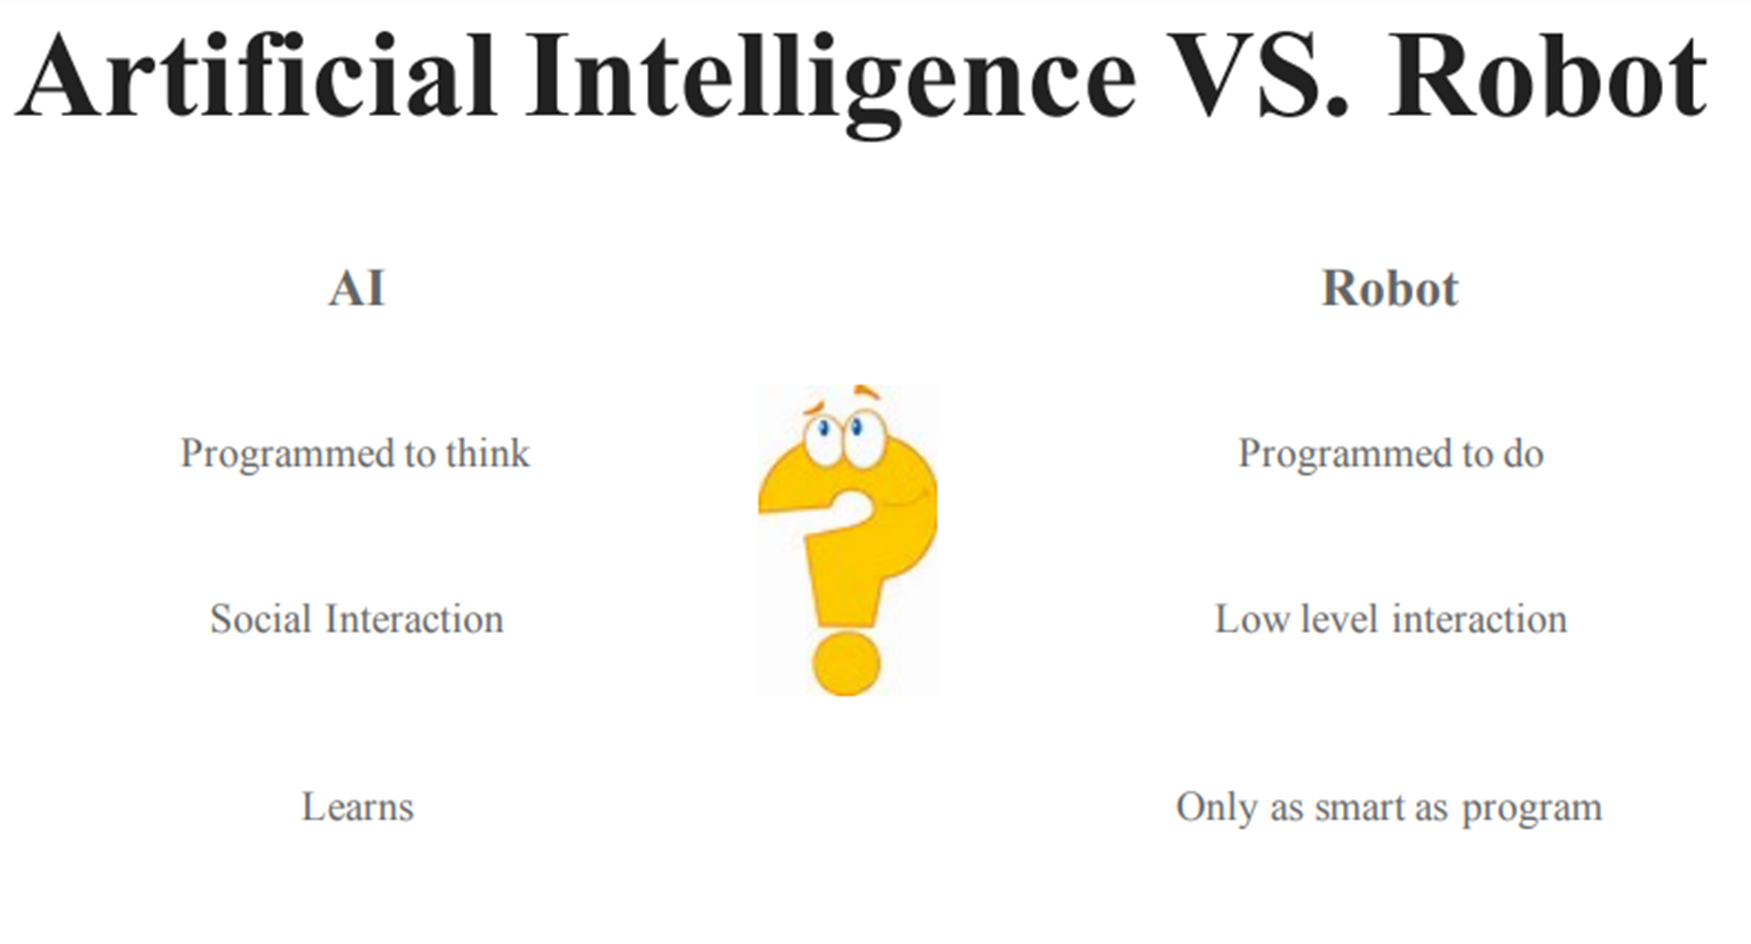 Artificial Intelligence VS. Robot
AI
Robot
Programmed to think
Programmed to do
Social Interaction
Low level interaction
Learns
Only as smart as program